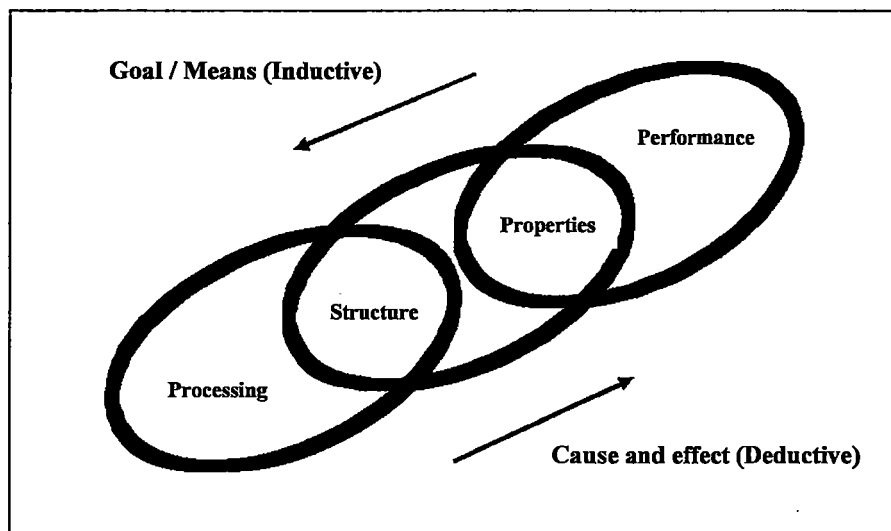 Goal / Means (Inductive)
Performance
Properties
Structure
Processing
Cause and effect (Deductive)